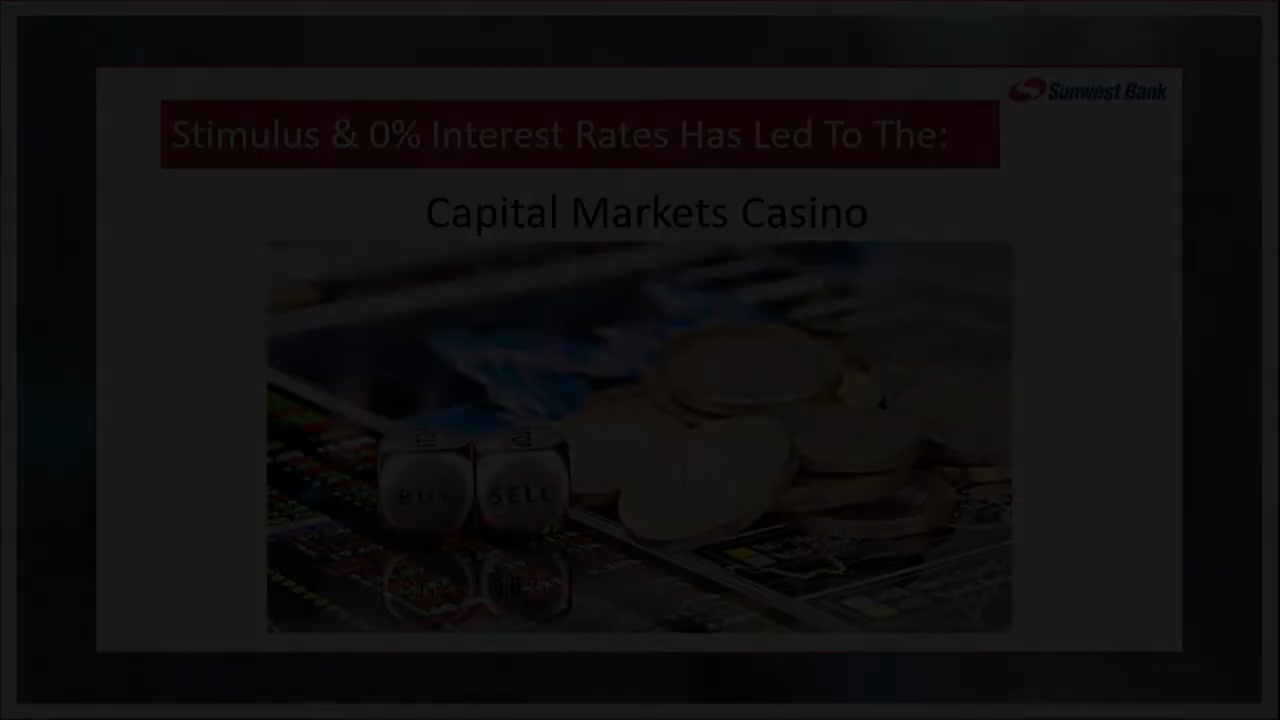 Sunwest Bank
Stimulus & 0% Interest Rates Has Led To The:
Capital Markets Casino
BUY
SELL